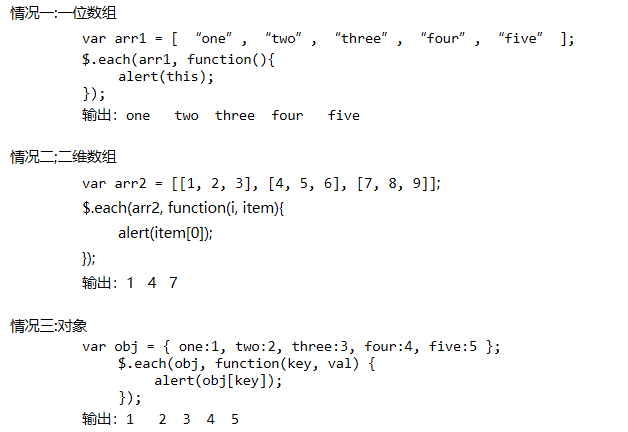 情况一:一位数组
var arr1 = [ “one”, “two”, “three”, “four”, “five” ];
$.each(arr1, function(){
alert(this);
});
输出: one two three four five
情况二;二维数组
var arr2 = [[1, 2, 3], [4, 5, 6], [7, 8, 9]];
$.each(arr2, function(i, item){
alert(item[0]);
});
输出: 1 4 7
情况三:对象
var obj = { one:1, two:2, three:3, four:4, five:5 };
$.each(obj, function(key, val) {
alert(obj[key]);
});
输出: 1 2 3 4 5